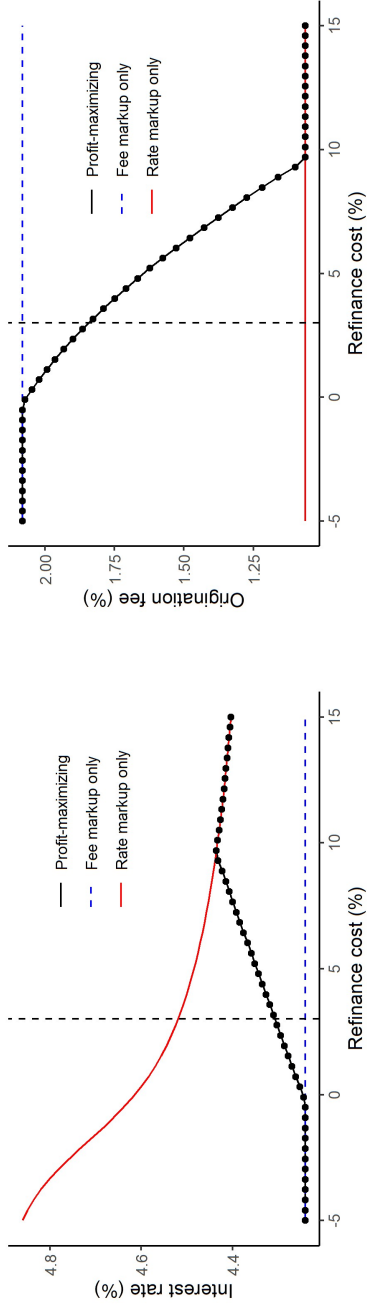 Interest rate (%)
4.8
4.6
4.4
-5
0
5
10
15
Refinance cost (%)
Profit-maximizing
Fee markup only
Rate markup only
Origination fee (%)
2.00
1.75
1.50
1.25
-5
0
5
10
15
Refinance cost (%)
Profit-maximizing
Fee markup only
Rate markup only